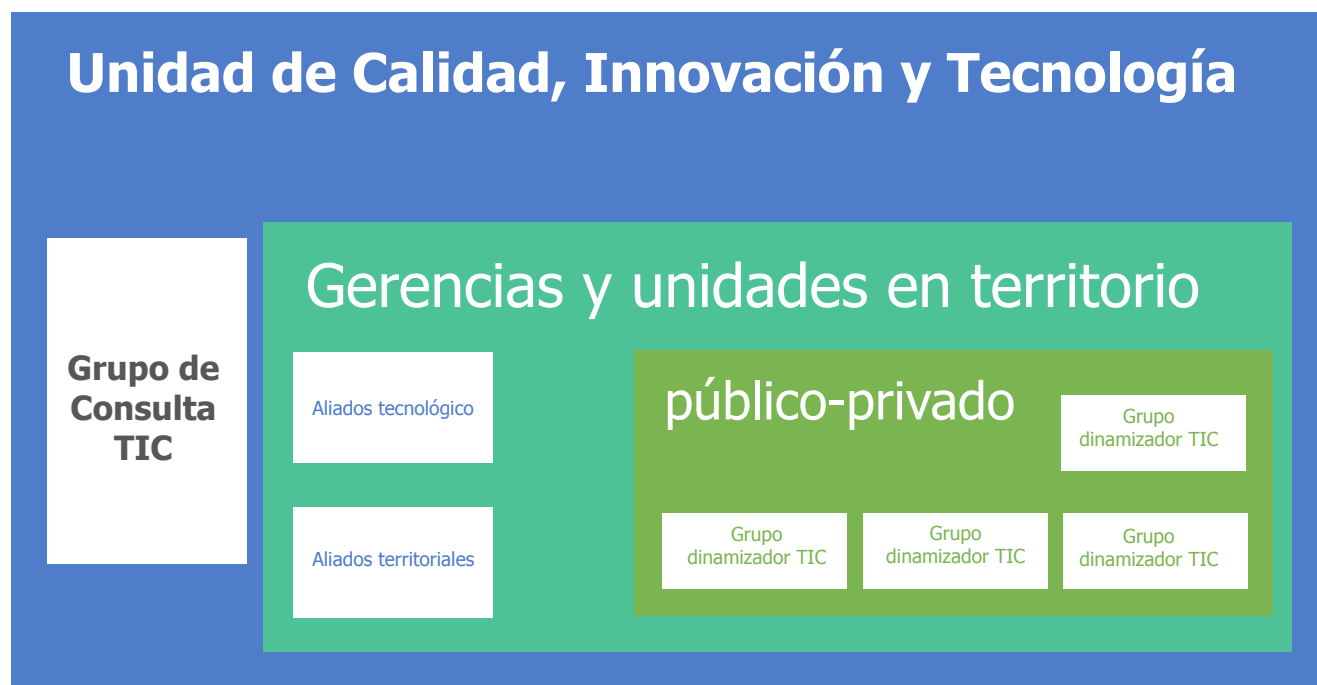 Unidad de Calidad, Innovación y Tecnología
Grupo de
Consulta
TIC
Gerencias y unidades en territorio
Aliados tecnológico
Aliados territoriales
público-privado
Grupo
dinamizador TIC
Grupo
dinamizador TIC
Grupo
dinamizador TIC
Grupo
dinamizador TIC